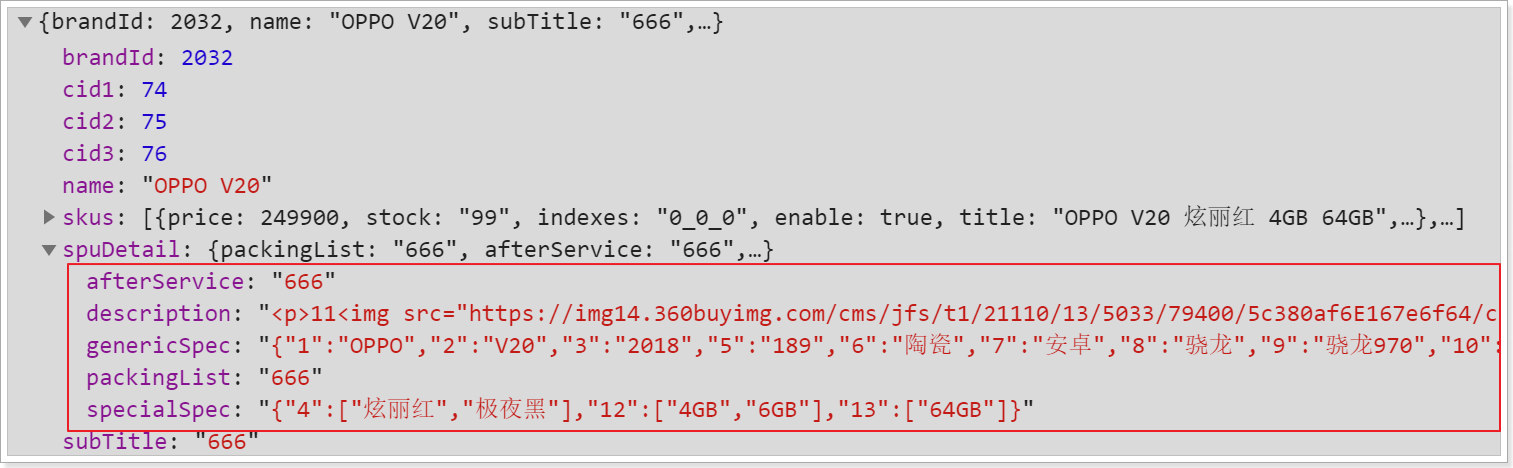 {brandId: 2032, name: "OPPO V20", subTitle: "666",…}
brandId: 2032
cid1: 74
cid2: 75
cid3: 76
name: "OPPO V20"
skus: [{price: 249900, stock: "99", indexes: "0_0_0", enable: true, title: "OPPO V20 炫丽红 4GB 64GB",…},…]
spuDetail: {packingList: "666", afterService: "666",…}
afterService: "666"
description: "<p>11<img src="https://img14.360buyimg.com/cms/jfs/t1/21110/13/5033/79400/5c380af6E167e6f64/c
genericSpec: "{"1":"OPPO","2":"V20","3":"2018","5":"189","6":"陶瓷","7":"安卓","8":"骁龙","9":"骁龙970","10":
packingList: "666"
specialSpec: "{"4":["炫丽红","极夜黑"],"12":["4GB","6GB"],"13":["64GB"]}"
subTitle: "666"